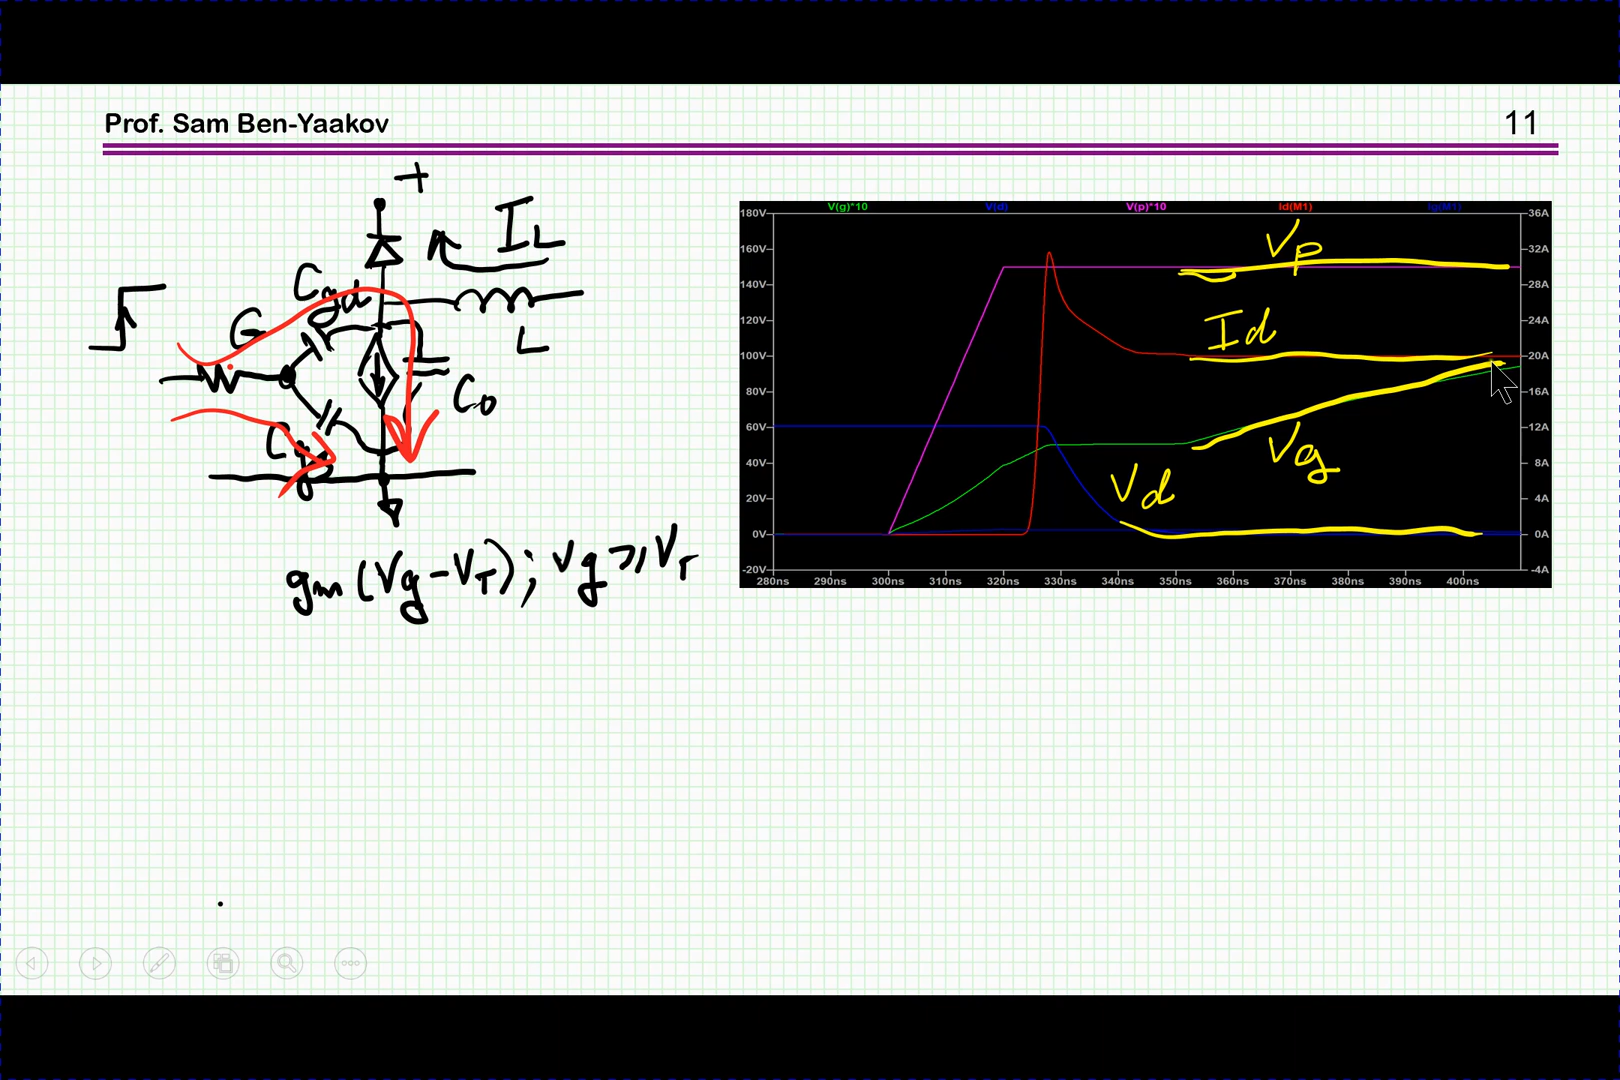 Prof. Sam Ben-Yaakov
11
+
IL
Cgd
G
L
Co
Cgs
gm (Vg-VT); Vg ⩾ VT
V(g)*10 V(d) V(p)*10 Id(M1) Ig(M1)
180V 36A
160V 32A
140V 28A
120V 24A
100V 20A
80V 16A
60V 12A
40V 8A
20V 4A
0V 0A
-20V -4A
280ns 290ns 300ns 310ns 320ns 330ns 340ns 350ns 360ns 370ns 380ns 390ns 400ns
Vp
Id
Vg
Vd